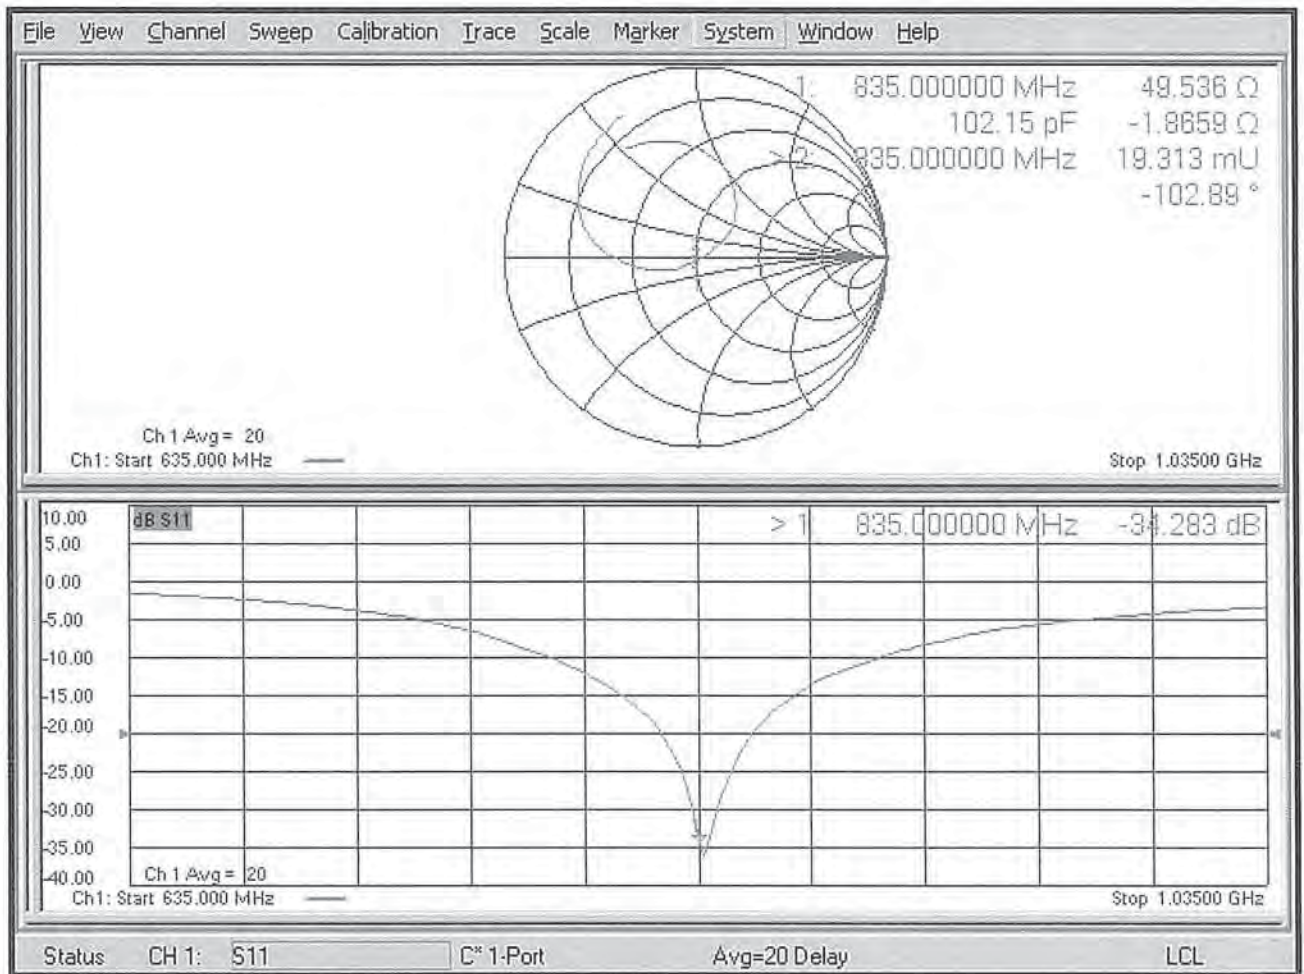 File View Channel Sweep Calibration Trace Scale Marker System Window Help
1: 835.000000 MHz 49.536 Ω
102.15 pF -1.8659 Ω
> 2: 835.000000 MHz 19.313 mU
-102.89 °
Ch 1 Avg = 20
Ch1: Start 635.000 MHz
Stop 1.03500 GHz
10.00
dB S11
> 1: 835.000000 MHz -34.283 dB
5.00
0.00
-5.00
-10.00
-15.00
-20.00
-25.00
-30.00
-35.00
-40.00
Ch 1 Avg = 20
Ch1: Start 635.000 MHz
Stop 1.03500 GHz
Status CH 1: S11 C* 1-Port Avg=20 Delay LCL